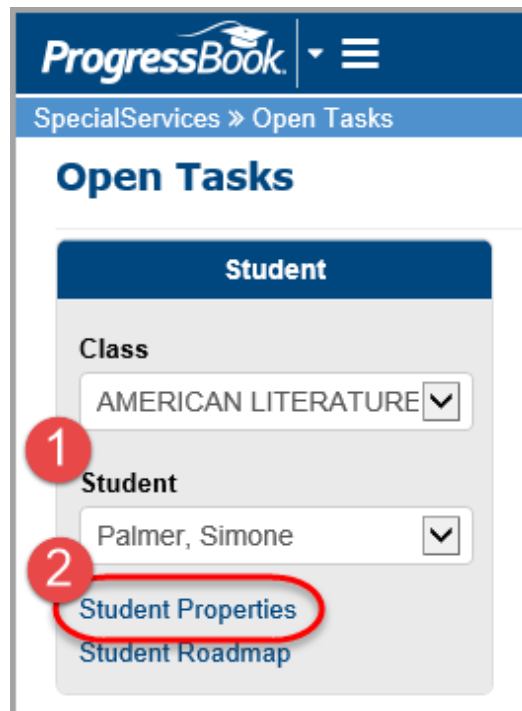 ProgressBook
SpecialServices » Open Tasks
Open Tasks
Student
Class
AMERICAN LITERATURE
1
Student
Palmer, Simone
2
Student Properties
Student Roadmap